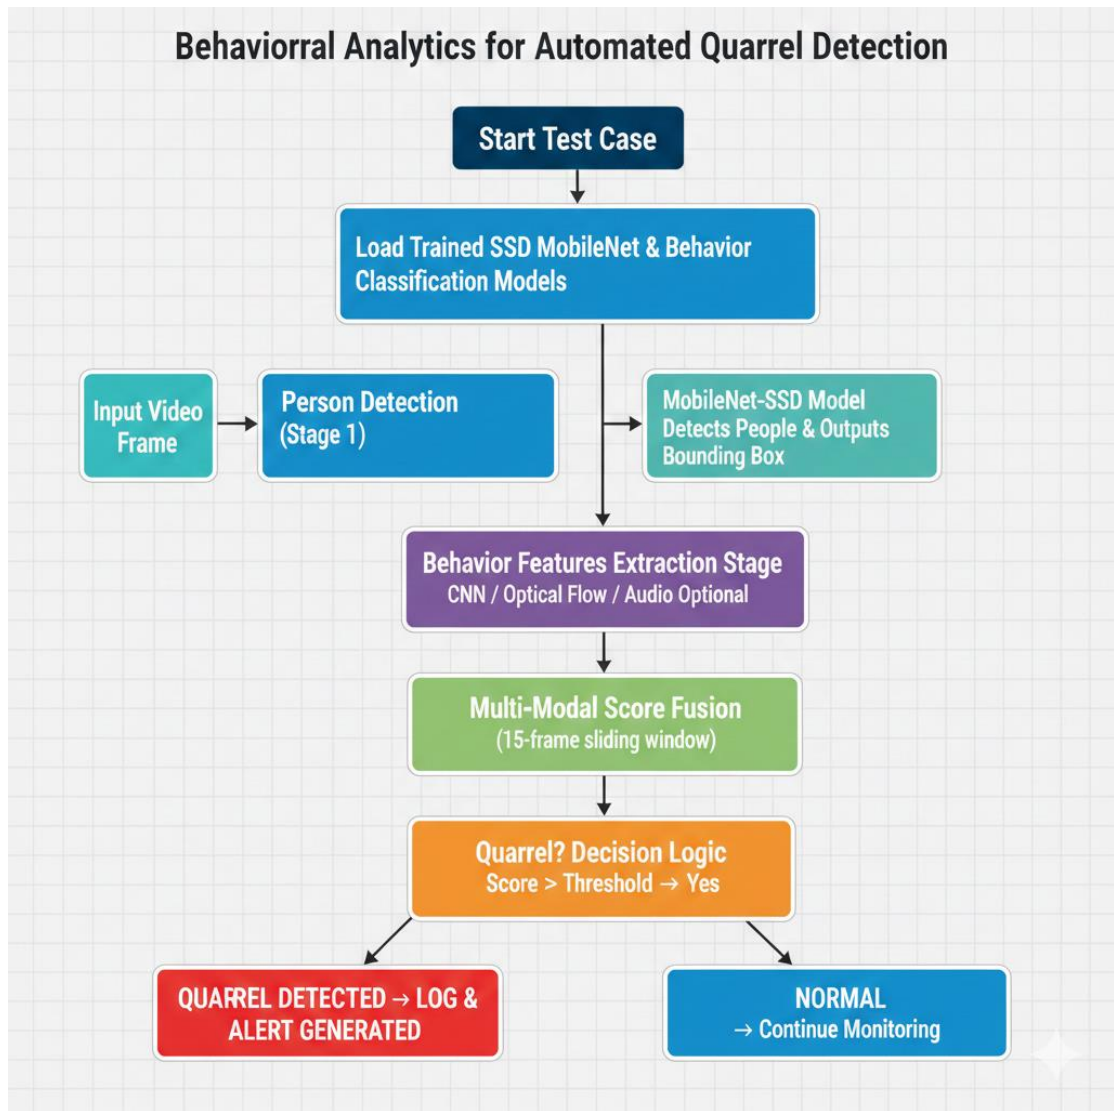 Behaviorral Analytics for Automated Quarrel Detection
Start Test Case
Load Trained SSD MobileNet & Behavior
Classification Models
Input Video
Frame
Person Detection
(Stage 1)
MobileNet-SSD Model
Detects People & Outputs
Bounding Box
Behavior Features Extraction Stage
CNN / Optical Flow / Audio Optional
Multi-Modal Score Fusion
(15-frame sliding window)
Quarrel? Decision Logic
Score > Threshold → Yes
QUARREL DETECTED → LOG &
ALERT GENERATED
NORMAL
→ Continue Monitoring